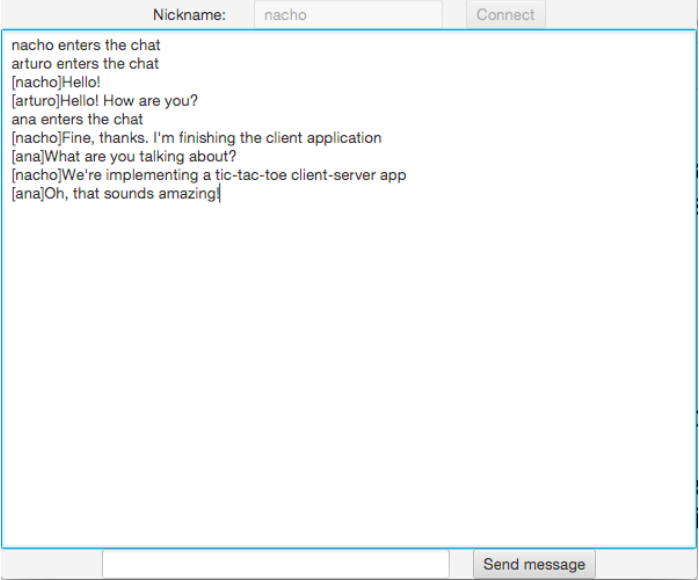 Nickname: nacho Connect
nacho enters the chat
arturo enters the chat
[nacho]Hello!
[arturo]Hello! How are you?
ana enters the chat
[nacho]Fine, thanks. I'm finishing the client application
[ana]What are you talking about?
[nacho]We're implementing a tic-tac-toe client-server app
[ana]Oh, that sounds amazing!
Send message